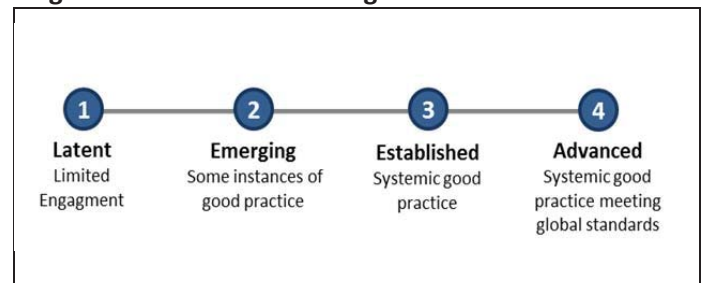 1
2
3
4
Latent
Limited
Engagment
Emerging
Some instances of
good practice
Established
Systemic good
practice
Advanced
Systemic good
practice meeting
global standards